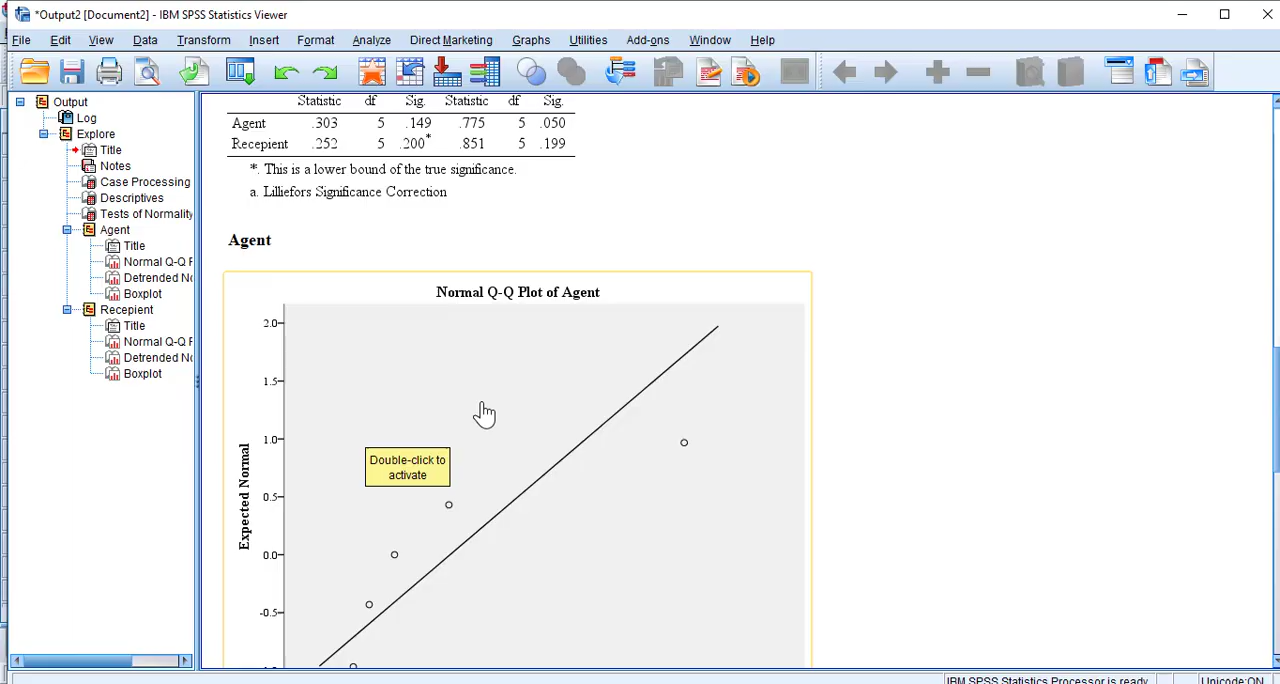 *Output2 [Document2] - IBM SPSS Statistics Viewer
File Edit View Data Transform Insert Format Analyze Direct Marketing Graphs Utilities Add-ons Window Help
Output
Log
Explore
Title
Notes
Case Processing
Descriptives
Tests of Normality
Agent
Title
Normal Q-Q P
Detrended No
Boxplot
Recepient
Title
Normal Q-Q P
Detrended No
Boxplot
Statistic df Sig. Statistic df Sig.
Agent .303 5 .149 .775 5 .050
Recepient .252 5 .200* .851 5 .199
*. This is a lower bound of the true significance.
a. Lilliefors Significance Correction
Agent
Normal Q-Q Plot of Agent
2.0
1.5
1.0
0.5
0.0
-0.5
Expected Normal
Double-click to
activate
IBM SPSS Statistics Processor is ready Unicode:ON